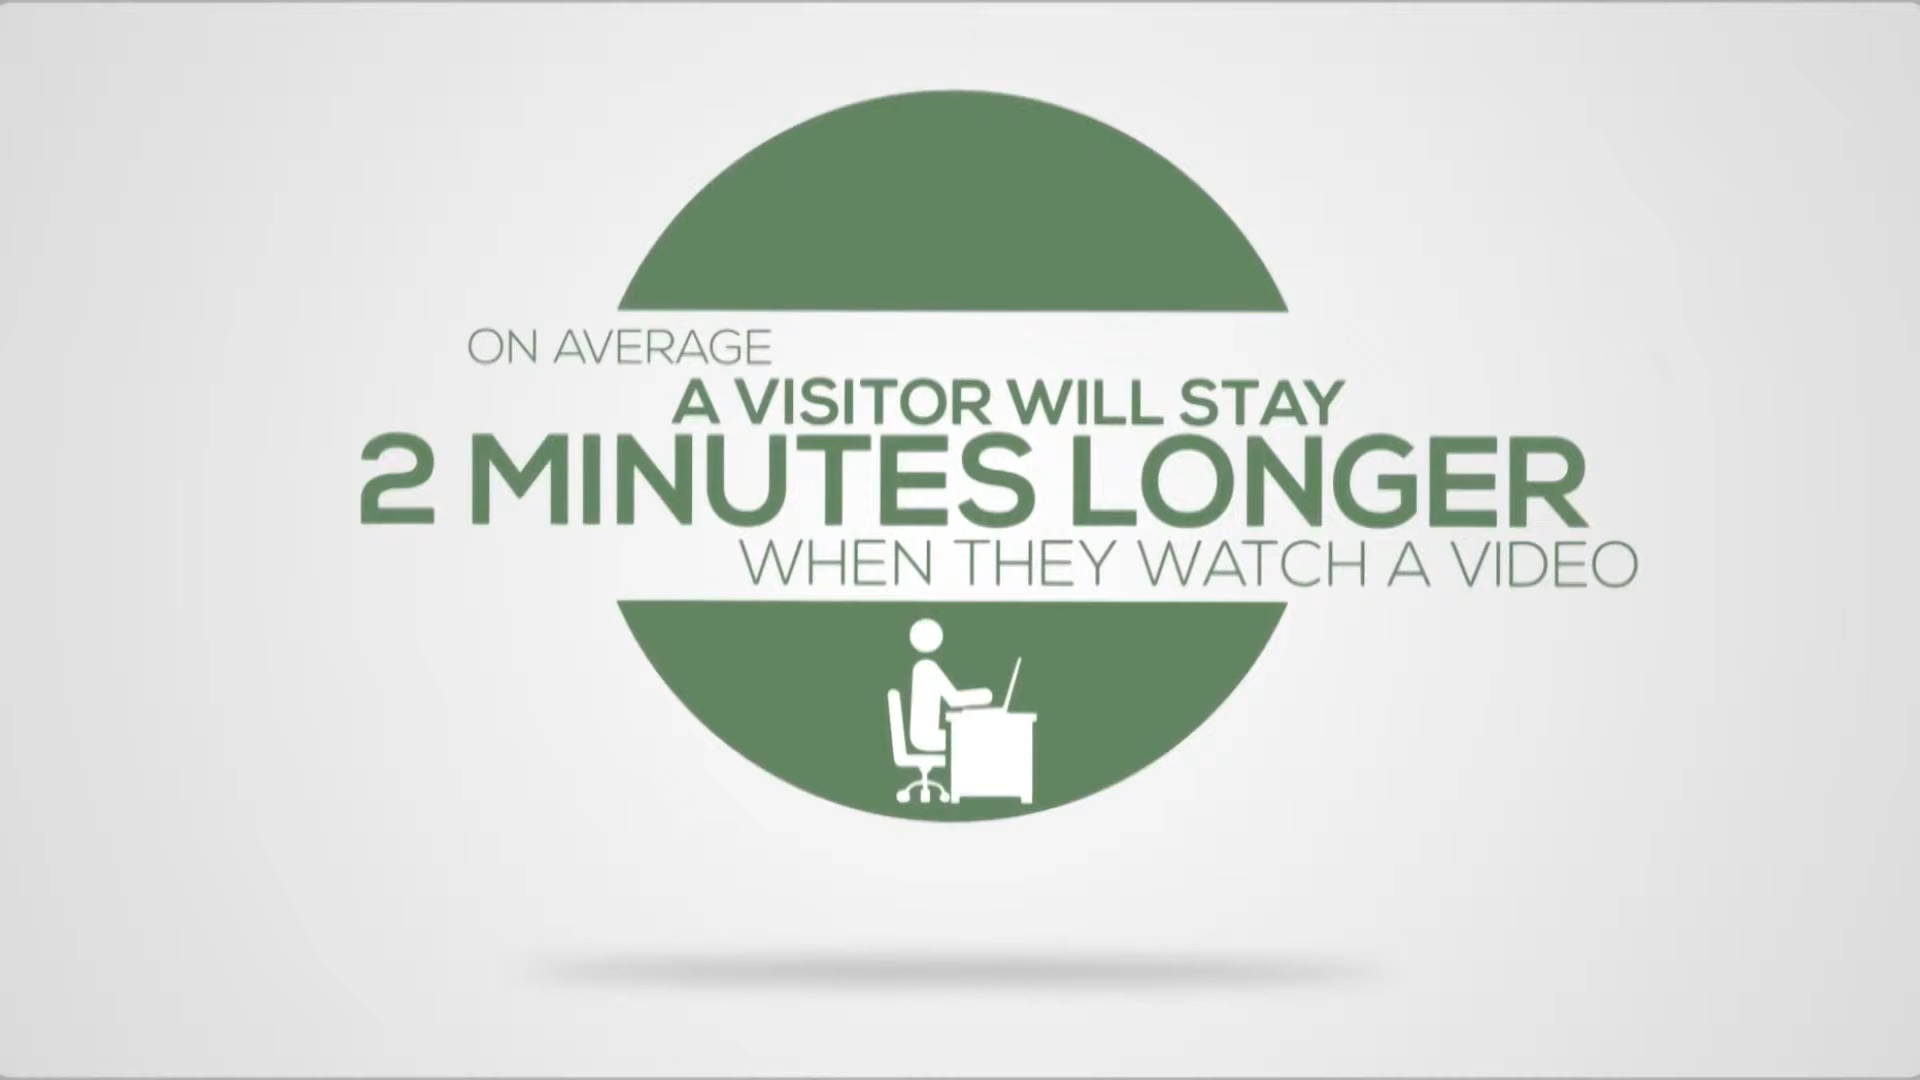 ON AVERAGE
A VISITOR WILL STAY
2 MINUTES LONGER
WHEN THEY WATCH A VIDEO